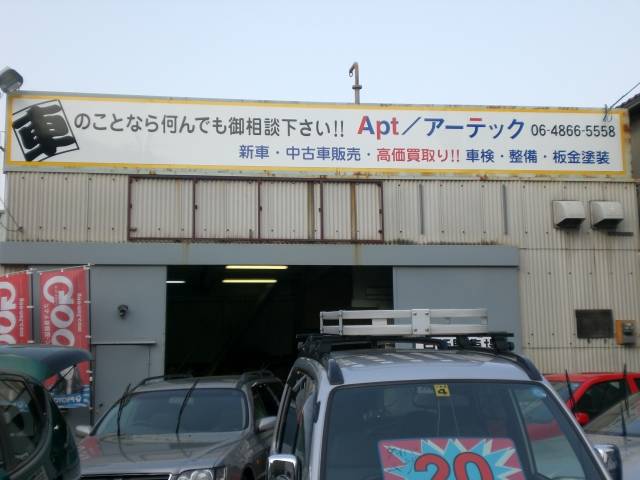 車のことなら何んでも御相談下さい!! Apt／アーテック 06-4866-5558
新車・中古車販売・高価買取り!! 車検・整備・板金塗装
Goo
Goo
4
20